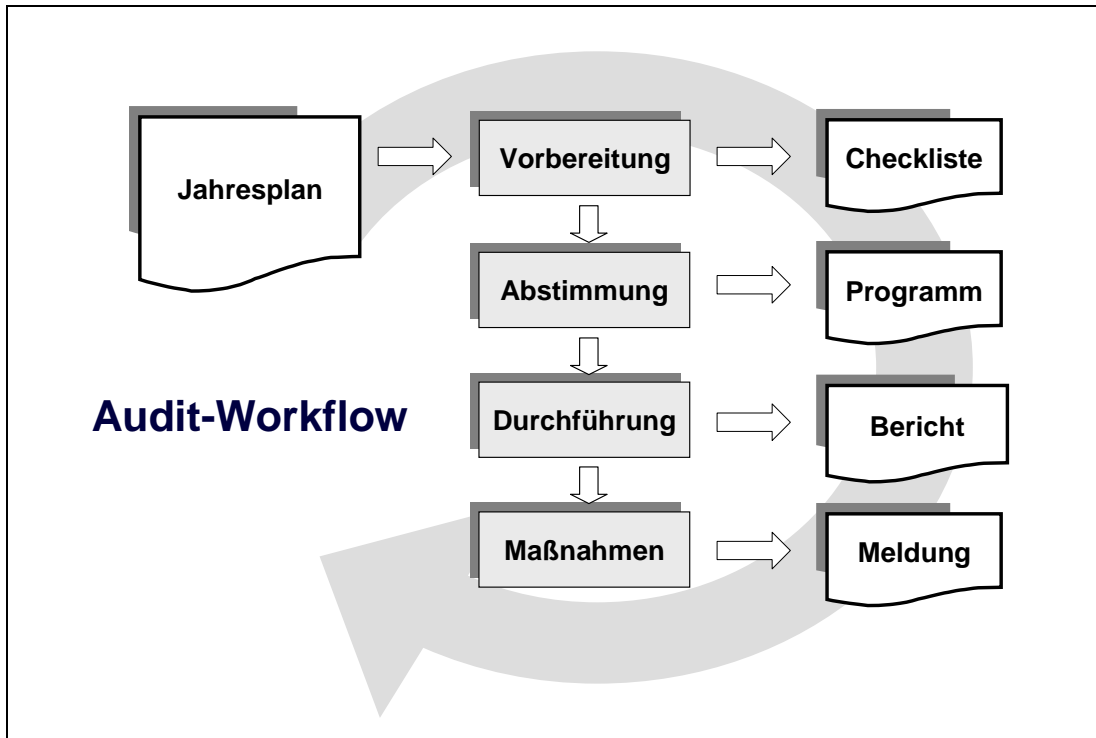 Jahresplan
Vorbereitung
Checkliste
Abstimmung
Programm
Audit-Workflow
Durchführung
Bericht
Maßnahmen
Meldung